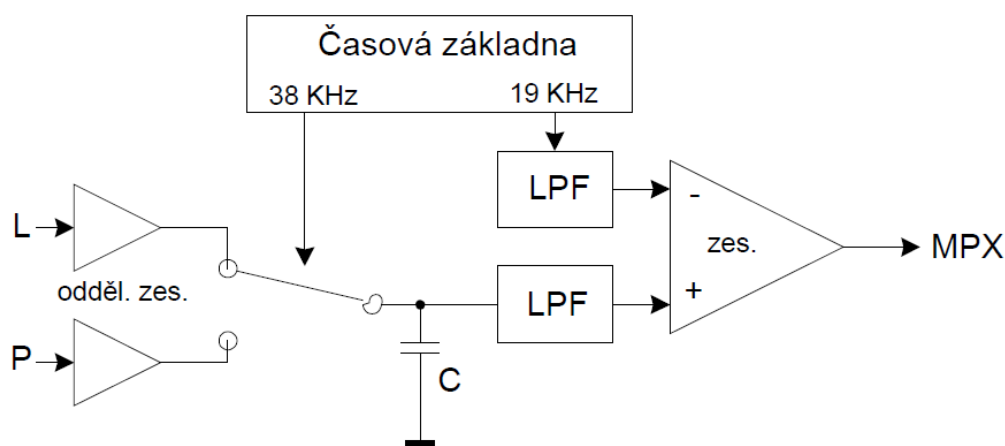 Časová základna
38 KHz 19 KHz
LPF
-
L
zes.
MPX
odděl. zes.
LPF
+
P
C